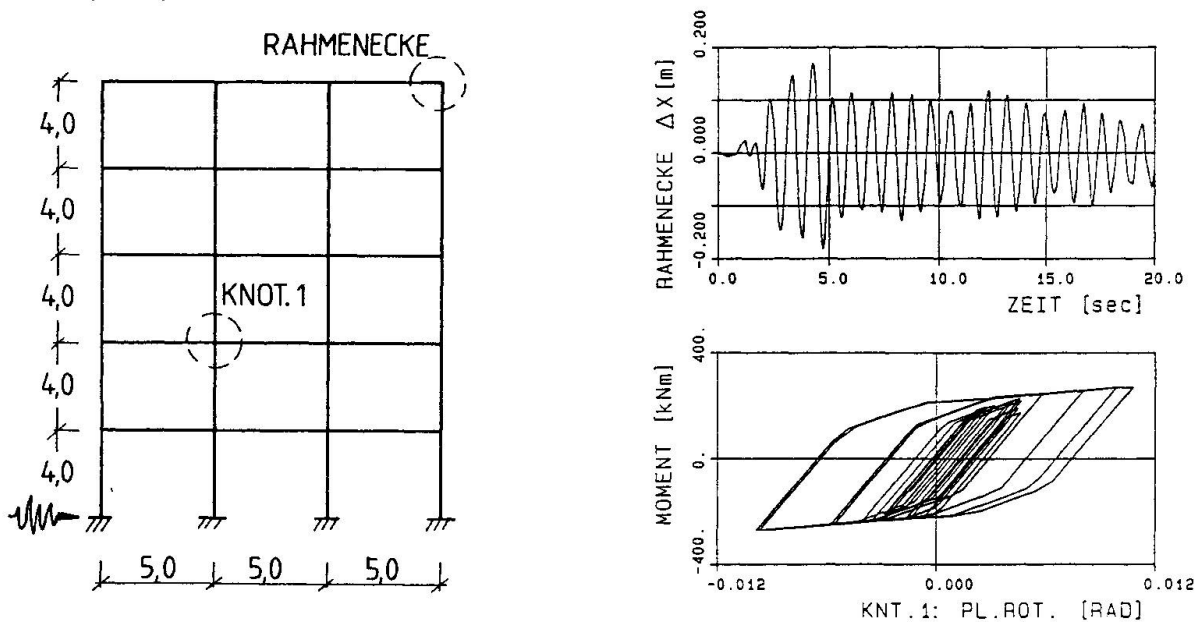 RAHMENECKE
4,0
4,0
4,0
4,0
4,0
KNOT.1
5,0 5,0 5,0
RAHMENECKE ΔX [m]
0.200
0.000
-0.200
0.0 5.0 10.0 15.0 20.0
ZEIT [sec]
MOMENT [kNm]
400
0.
-400.
-0.012 0.000 0.012
KNT.1: PL.ROT. [RAD]